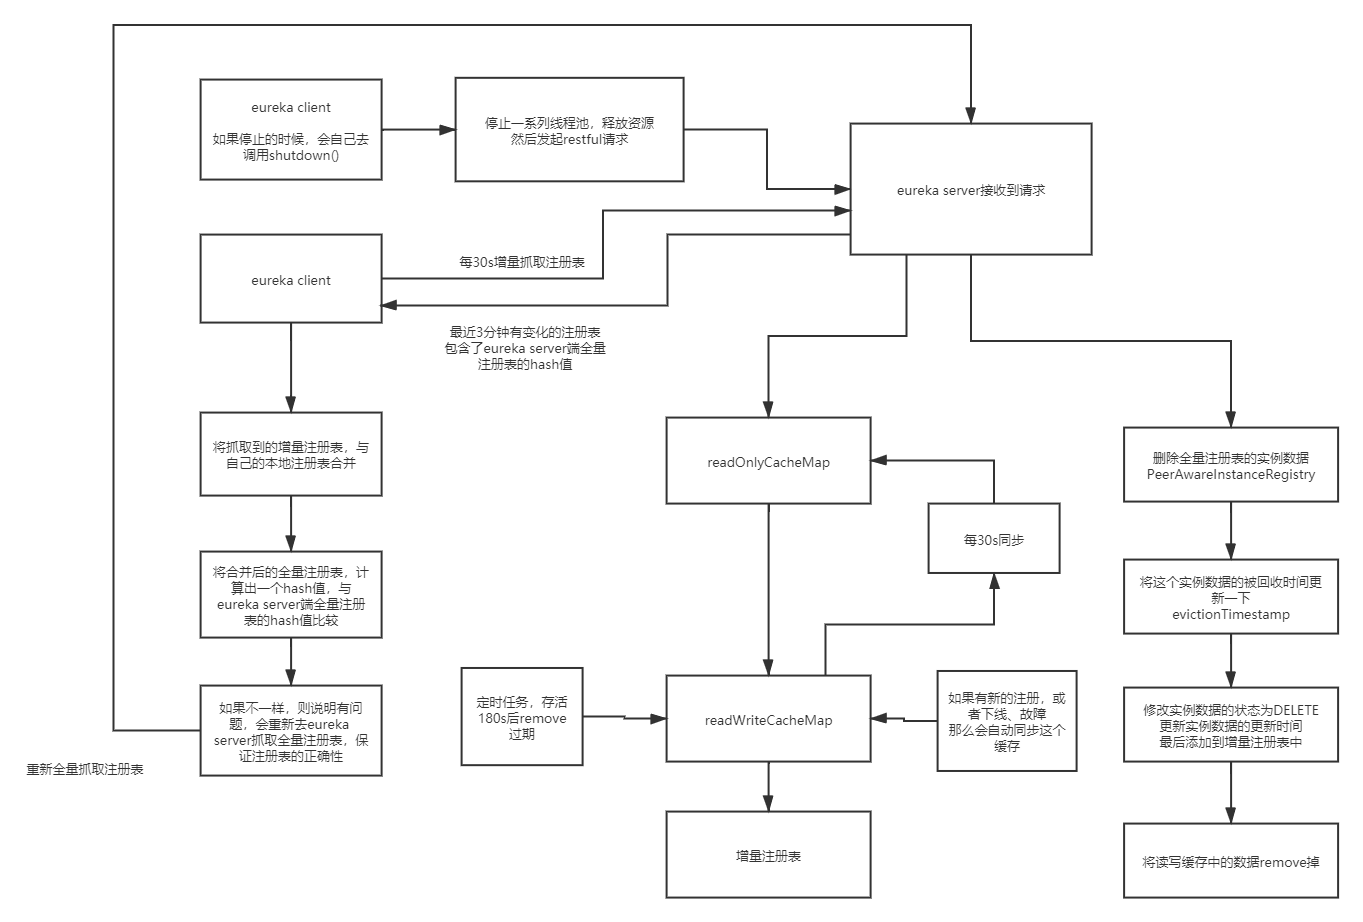 eureka client
如果停止的时候，会自己去
调用shutdown()
停止一系列线程池，释放资源
然后发起restful请求
eureka server接收到请求
eureka client
每30s增量抓取注册表
最近3分钟有变化的注册表
包含了eureka server端全量
注册表的hash值
将抓取到的增量注册表，与
自己的本地注册表合并
readOnlyCacheMap
删除全量注册表的实例数据
PeerAwareInstanceRegistry
每30s同步
将合并后的全量注册表，计
算出一个hash值，与
eureka server端全量注册
表的hash值比较
将这个实例数据的被回收时间更
新一下
evictionTimestamp
如果不一样，则说明有问
题，会重新去eureka
server抓取全量注册表，保
证注册表的正确性
重新全量抓取注册表
定时任务，存活
180s后remove
过期
readWriteCacheMap
如果有新的注册，或
者下线、故障
那么会自动同步这个
缓存
修改实例数据的状态为DELETE
更新实例数据的更新时间
最后添加到增量注册表中
增量注册表
将读写缓存中的数据remove掉